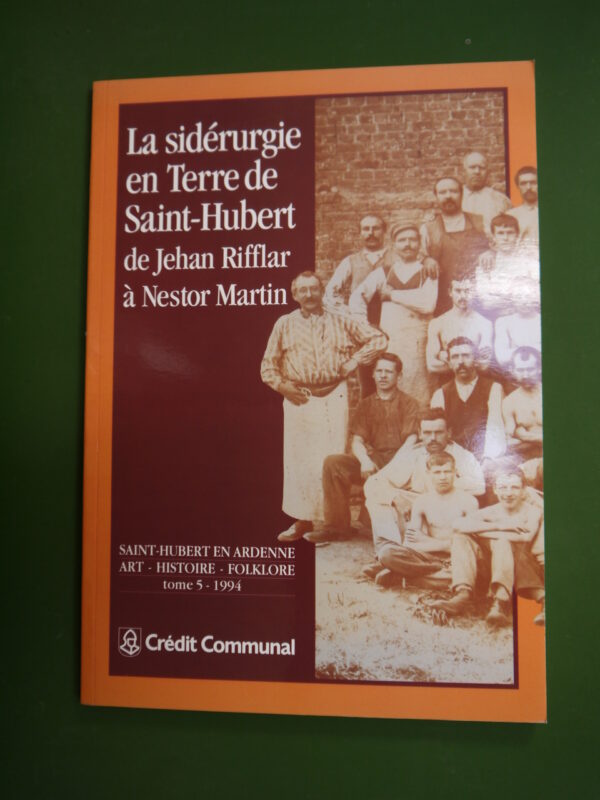 La sidérurgie
en Terre de
Saint-Hubert
de Jehan Rifflar
à Nestor Martin
SAINT-HUBERT EN ARDENNE
ART - HISTOIRE - FOLKLORE
tome 5 - 1994
Crédit Communal